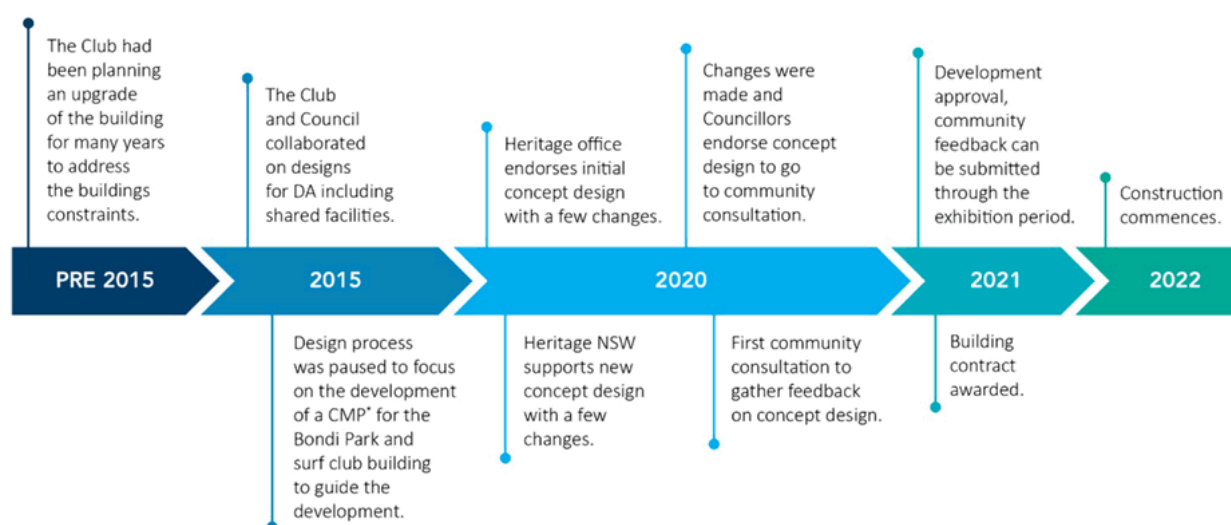 The Club had
been planning
an upgrade
of the building
for many years
to address
the buildings
constraints.
The Club
and Council
collaborated
on designs
for DA including
shared facilities.
Heritage office
endorses initial
concept design
with a few changes.
Changes were
made and
Councillors
endorse concept
design to go
to community
consultation.
Development
approval,
community
feedback can
be submitted
through the
exhibition period.
Construction
commences.
PRE 2015
2015
2020
2021
2022
Design process
was paused to focus
on the development
of a CMP* for the
Bondi Park and
surf club building
to guide the
development.
Heritage NSW
supports new
concept design
with a few
changes.
First community
consultation to
gather feedback
on concept design.
Building
contract
awarded.